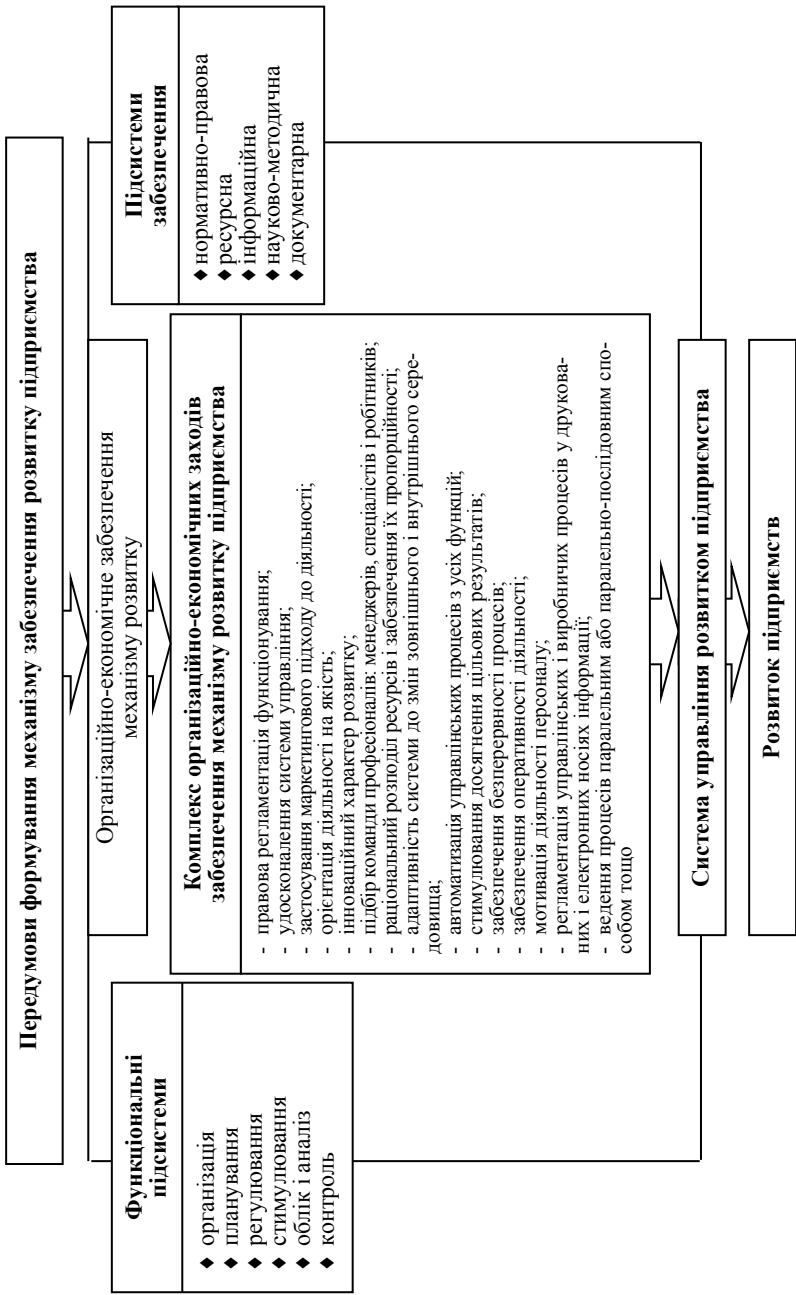 Передумови формування механізму забезпечення розвитку підприємства
Організаційно-економічне забезпечення
механізму розвитку
Функціональні
підсистеми
♦ організація
♦ планування
♦ регулювання
♦ стимулювання
♦ облік і аналіз
♦ контроль
Комплекс організаційно-економічних заходів
забезпечення механізму розвитку підприємства
- правова регламентація функціонування;
- удосконалення системи управління;
- застосування маркетингового підходу до діяльності;
- орієнтація діяльності на якість;
- інноваційний характер розвитку;
- підбір команди професіоналів: менеджерів, спеціалістів і робітників;
- раціональний розподіл ресурсів і забезпечення їх пропорційності;
- адаптивність системи до змін зовнішнього і внутрішнього сере-
довища;
- автоматизація управлінських процесів з усіх функцій;
- стимулювання досягнення цільових результатів;
- забезпечення безперервності процесів;
- забезпечення оперативності діяльності;
- мотивація діяльності персоналу;
- регламентація управлінських і виробничих процесів у друкова-
них і електронних носіях інформації;
- ведення процесів паралельним або паралельно-послідовним спо-
собом тощо
Підсистеми
забезпечення
♦ нормативно-правова
♦ ресурсна
♦ інформаційна
♦ науково-методична
♦ документарна
Система управління розвитком підприємства
Розвиток підприємств